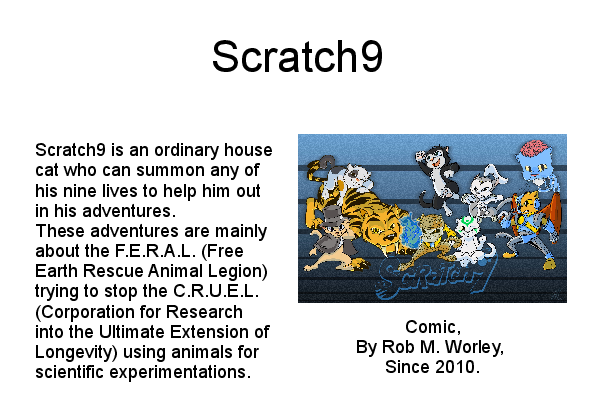 Scratch9
Scratch9 is an ordinary house
cat who can summon any of
his nine lives to help him out
in his adventures.
These adventures are mainly
about the F.E.R.A.L. (Free
Earth Rescue Animal Legion)
trying to stop the C.R.U.E.L.
(Corporation for Research
into the Ultimate Extension of
Longevity) using animals for
scientific experimentations.
SCRATCH9
Comic,
By Rob M. Worley,
Since 2010.